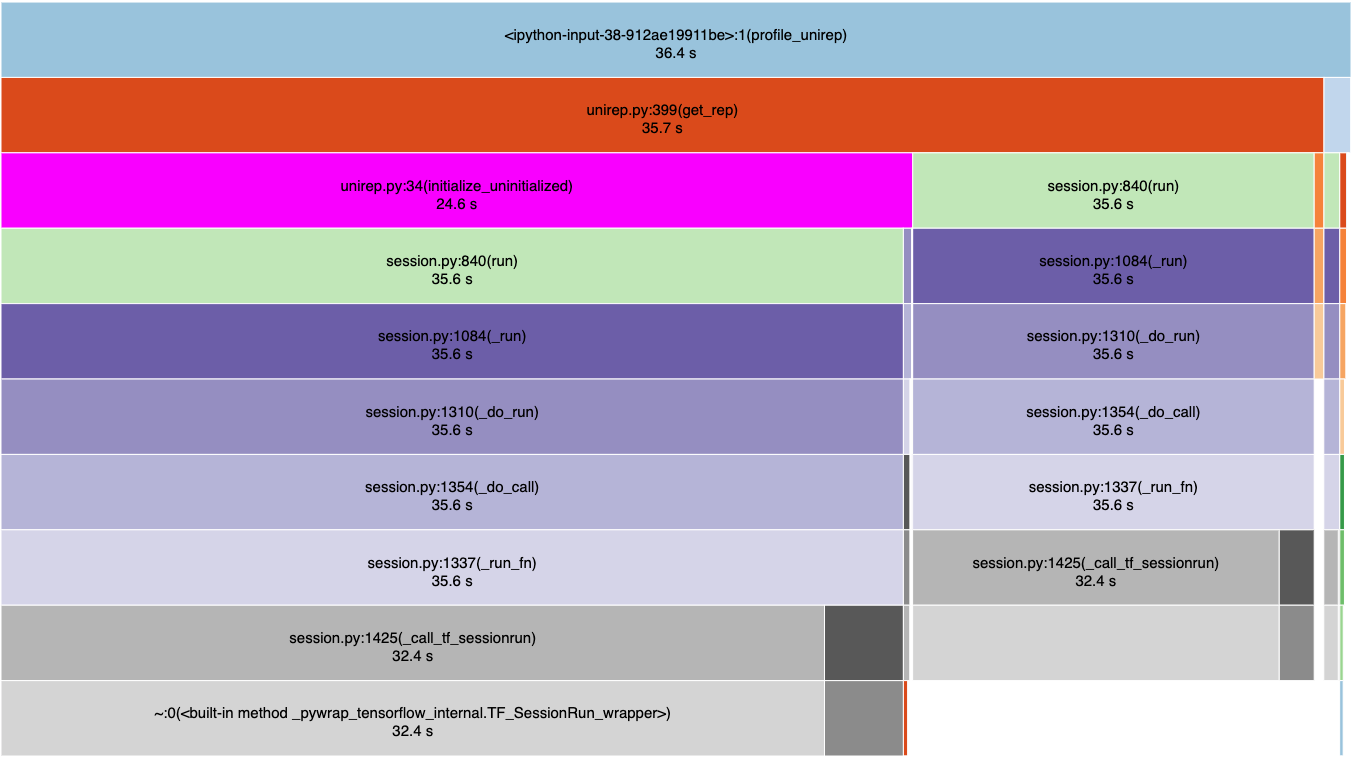 <ipython-input-38-912ae19911be>:1(profile_unirep)
36.4 s
unirep.py:399(get_rep)
35.7 s
unirep.py:34(initialize_uninitialized)
24.6 s
session.py:840(run)
35.6 s
session.py:840(run)
35.6 s
session.py:1084(_run)
35.6 s
session.py:1084(_run)
35.6 s
session.py:1310(_do_run)
35.6 s
session.py:1310(_do_run)
35.6 s
session.py:1354(_do_call)
35.6 s
session.py:1354(_do_call)
35.6 s
session.py:1337(_run_fn)
35.6 s
session.py:1337(_run_fn)
35.6 s
session.py:1425(_call_tf_sessionrun)
32.4 s
session.py:1425(_call_tf_sessionrun)
32.4 s
~:0(<built-in method _pywrap_tensorflow_internal.TF_SessionRun_wrapper>)
32.4 s